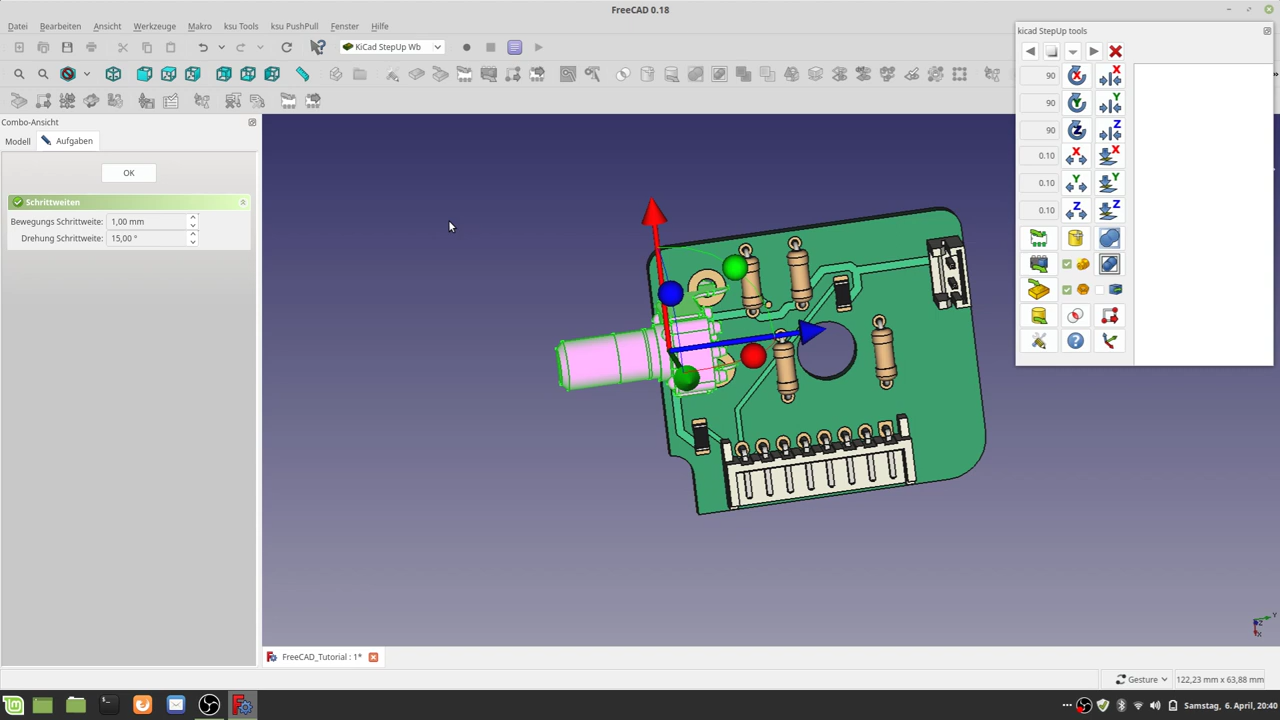 FreeCAD 0.18
Datei Bearbeiten Ansicht Werkzeuge Makro ksu Tools ksu PushPull Fenster Hilfe
KiCad StepUp Wb
kicad StepUp tools
90 X X
90 Y Y
90 Z Z
0.10 X X
0.10 Y Y
0.10 Z Z
Combo-Ansicht
Modell Aufgaben
OK
Schrittweiten
Bewegungs Schrittweite: 1,00 mm
Drehung Schrittweite: 15,00 °
FreeCAD_Tutorial : 1*
Gesture 122,23 mm x 63,88 mm
Samstag, 6. April, 20:40